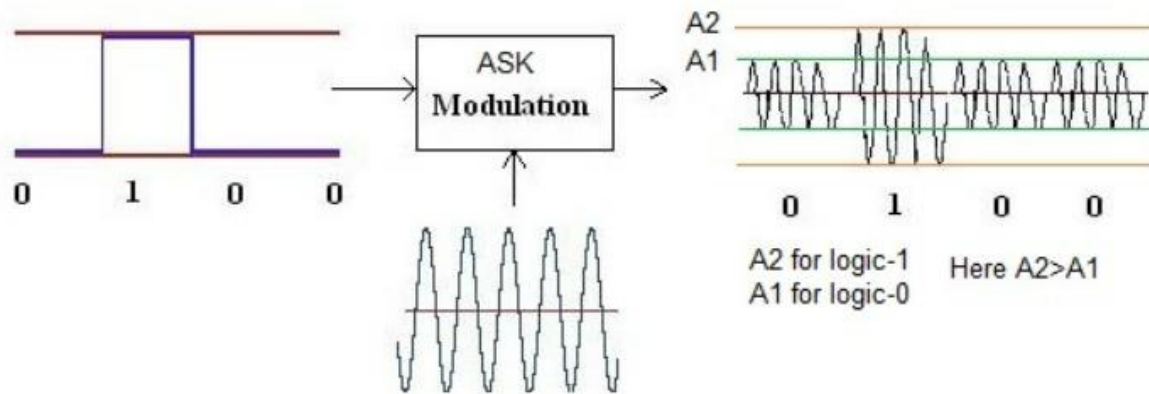 A2
A1
ASK
Modulation
0 1 0 0
0 1 0 0
A2 for logic-1
A1 for logic-0
Here A2>A1